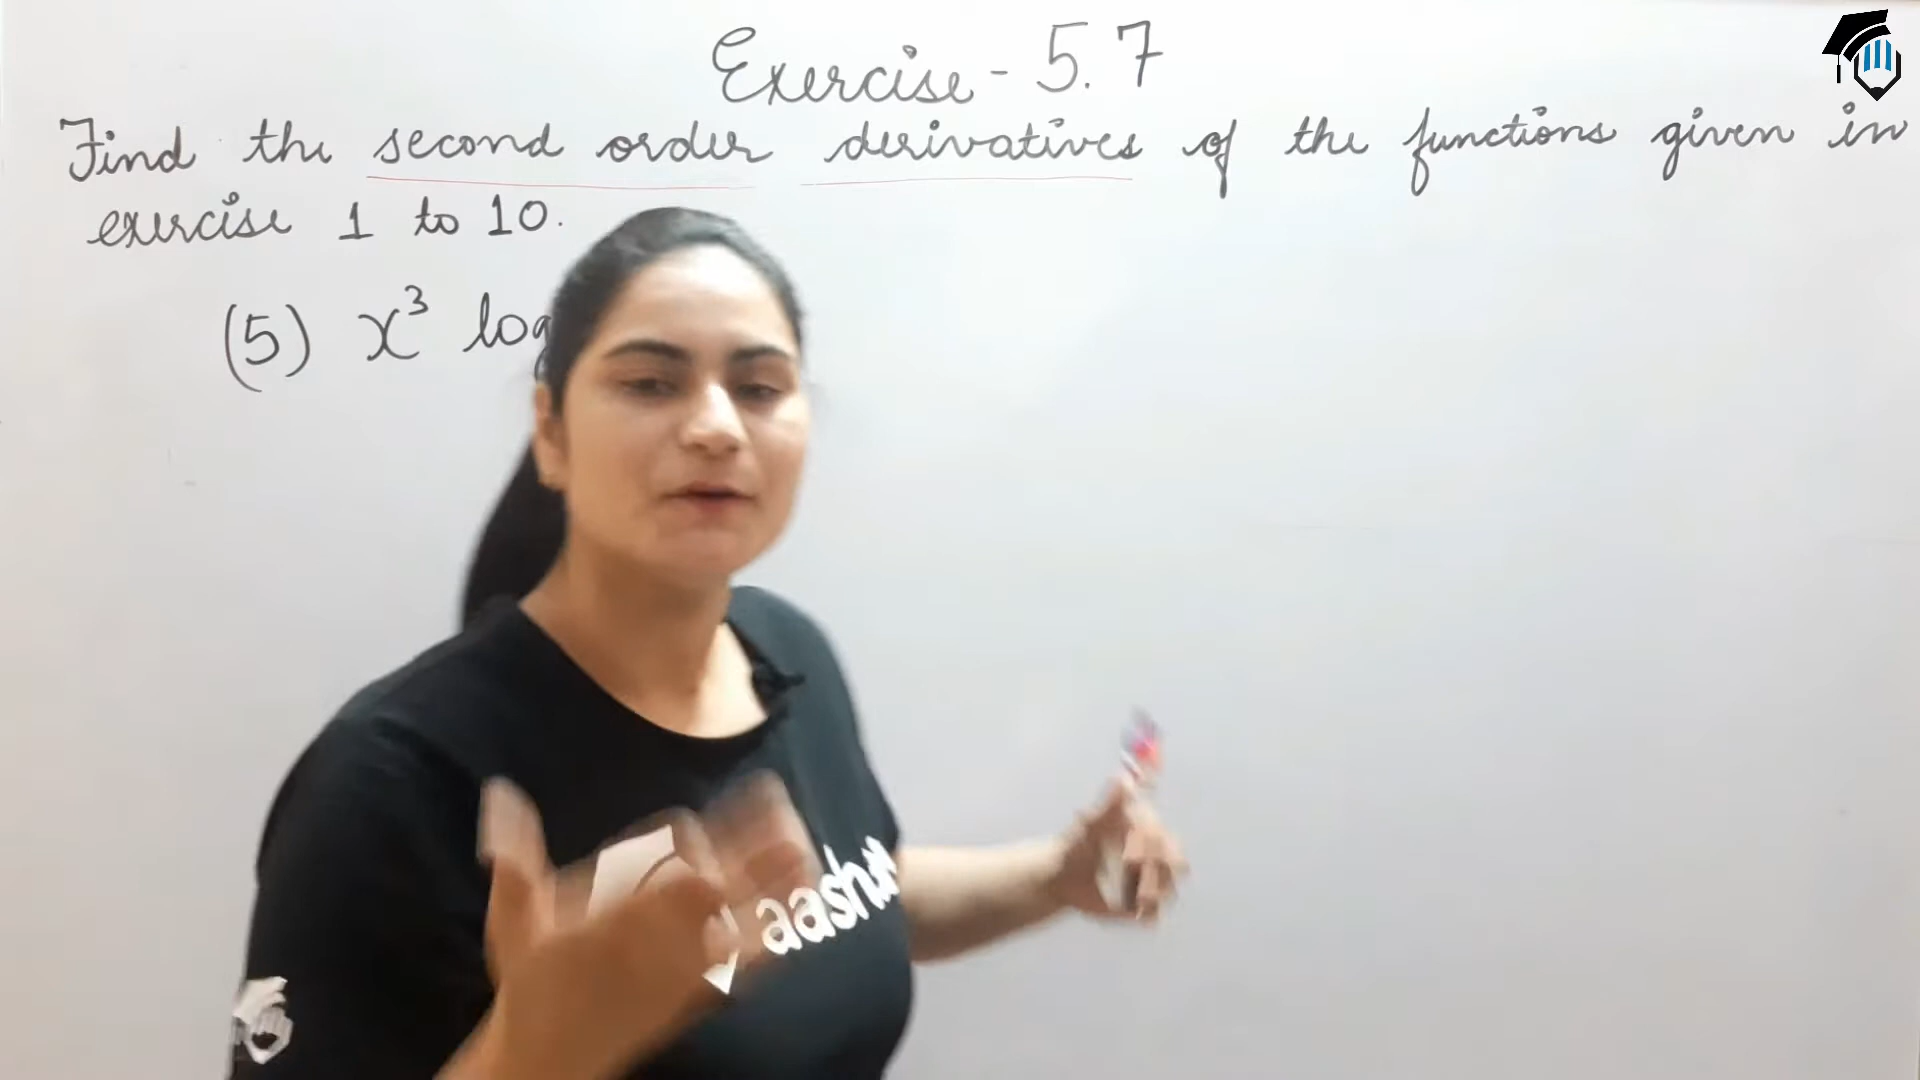 Exercise - 5.7
Find the second order derivatives of the functions given in
exercise 1 to 10.
(5) x³ log